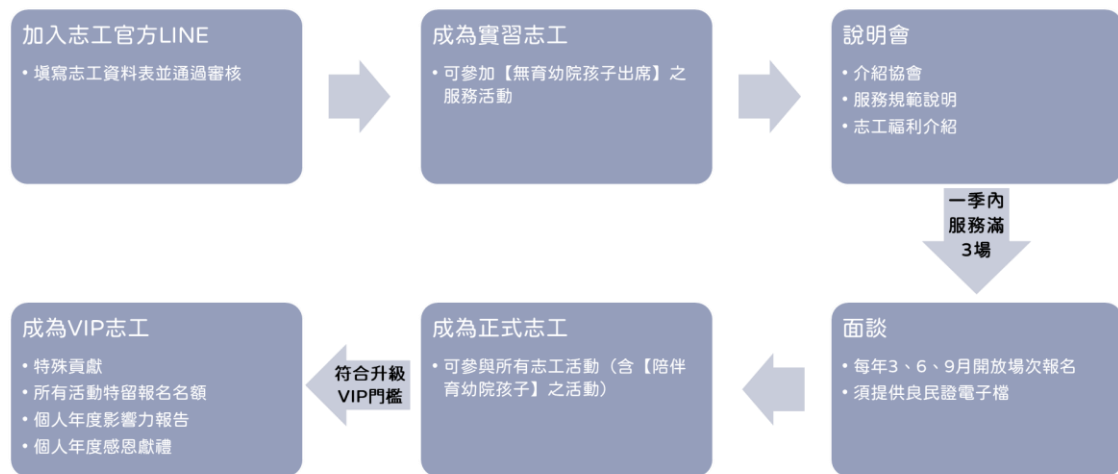 加入志工官方LINE
• 填寫志工資料表並通過審核
成為實習志工
• 可參加【無育幼院孩子出席】之
服務活動
說明會
• 介紹協會
• 服務規範說明
• 志工福利介紹
一季內
服務滿
3場
面談
• 每年3、6、9月開放場次報名
• 須提供良民證電子檔
成為正式志工
• 可參與所有志工活動（含【陪伴
育幼院孩子】之活動）
符合升級
VIP門檻
成為VIP志工
• 特殊貢獻
• 所有活動特留報名名額
• 個人年度影響力報告
• 個人年度感恩獻禮